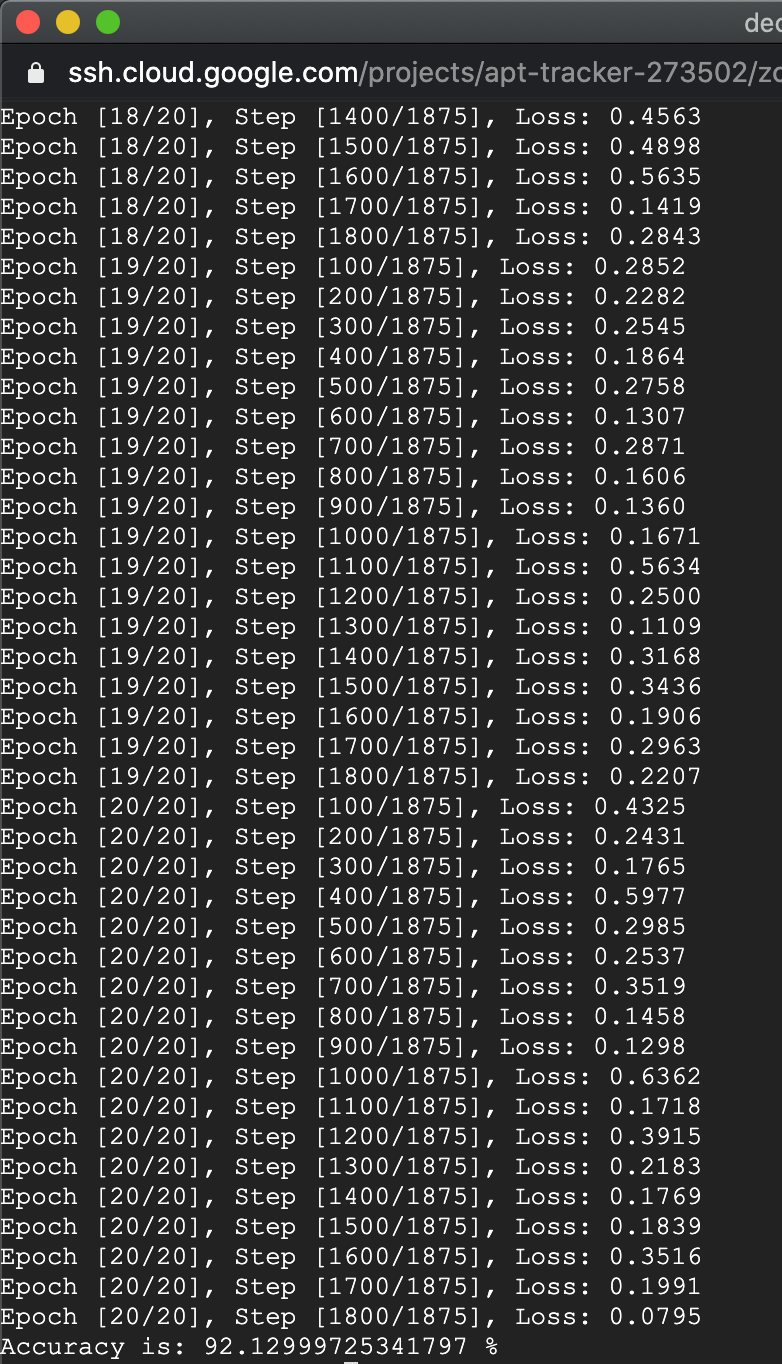 dec
ssh.cloud.google.com/projects/apt-tracker-273502/zo
Epoch [18/20], Step [1400/1875], Loss: 0.4563
Epoch [18/20], Step [1500/1875], Loss: 0.4898
Epoch [18/20], Step [1600/1875], Loss: 0.5635
Epoch [18/20], Step [1700/1875], Loss: 0.1419
Epoch [18/20], Step [1800/1875], Loss: 0.2843
Epoch [19/20], Step [100/1875], Loss: 0.2852
Epoch [19/20], Step [200/1875], Loss: 0.2282
Epoch [19/20], Step [300/1875], Loss: 0.2545
Epoch [19/20], Step [400/1875], Loss: 0.1864
Epoch [19/20], Step [500/1875], Loss: 0.2758
Epoch [19/20], Step [600/1875], Loss: 0.1307
Epoch [19/20], Step [700/1875], Loss: 0.2871
Epoch [19/20], Step [800/1875], Loss: 0.1606
Epoch [19/20], Step [900/1875], Loss: 0.1360
Epoch [19/20], Step [1000/1875], Loss: 0.1671
Epoch [19/20], Step [1100/1875], Loss: 0.5634
Epoch [19/20], Step [1200/1875], Loss: 0.2500
Epoch [19/20], Step [1300/1875], Loss: 0.1109
Epoch [19/20], Step [1400/1875], Loss: 0.3168
Epoch [19/20], Step [1500/1875], Loss: 0.3436
Epoch [19/20], Step [1600/1875], Loss: 0.1906
Epoch [19/20], Step [1700/1875], Loss: 0.2963
Epoch [19/20], Step [1800/1875], Loss: 0.2207
Epoch [20/20], Step [100/1875], Loss: 0.4325
Epoch [20/20], Step [200/1875], Loss: 0.2431
Epoch [20/20], Step [300/1875], Loss: 0.1765
Epoch [20/20], Step [400/1875], Loss: 0.5977
Epoch [20/20], Step [500/1875], Loss: 0.2985
Epoch [20/20], Step [600/1875], Loss: 0.2537
Epoch [20/20], Step [700/1875], Loss: 0.3519
Epoch [20/20], Step [800/1875], Loss: 0.1458
Epoch [20/20], Step [900/1875], Loss: 0.1298
Epoch [20/20], Step [1000/1875], Loss: 0.6362
Epoch [20/20], Step [1100/1875], Loss: 0.1718
Epoch [20/20], Step [1200/1875], Loss: 0.3915
Epoch [20/20], Step [1300/1875], Loss: 0.2183
Epoch [20/20], Step [1400/1875], Loss: 0.1769
Epoch [20/20], Step [1500/1875], Loss: 0.1839
Epoch [20/20], Step [1600/1875], Loss: 0.3516
Epoch [20/20], Step [1700/1875], Loss: 0.1991
Epoch [20/20], Step [1800/1875], Loss: 0.0795
Accuracy is: 92.12999725341797 %